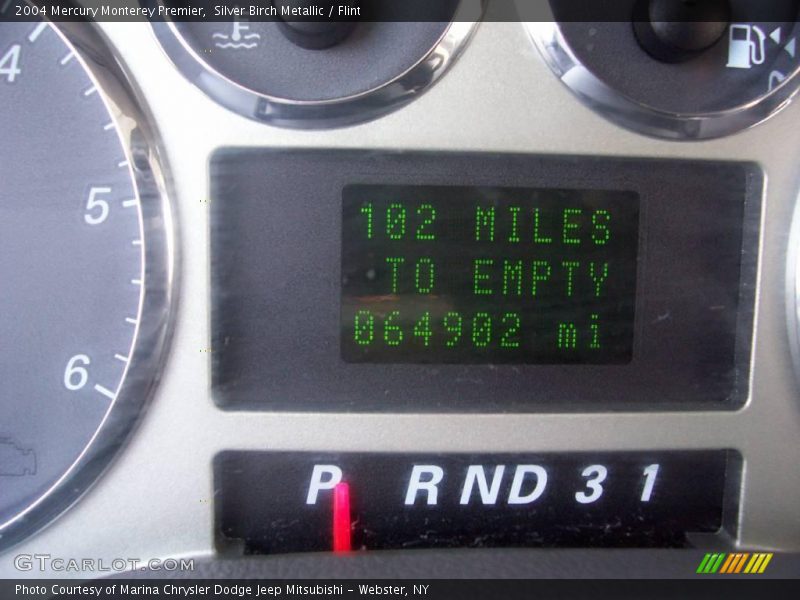 2004 Mercury Monterey Premier, Silver Birch Metallic / Flint
4
5
6
102 MILES
TO EMPTY
064902 mi
P R N D 3 1
GTCARLOT.COM
Photo Courtesy of Marina Chrysler Dodge Jeep Mitsubishi - Webster, NY